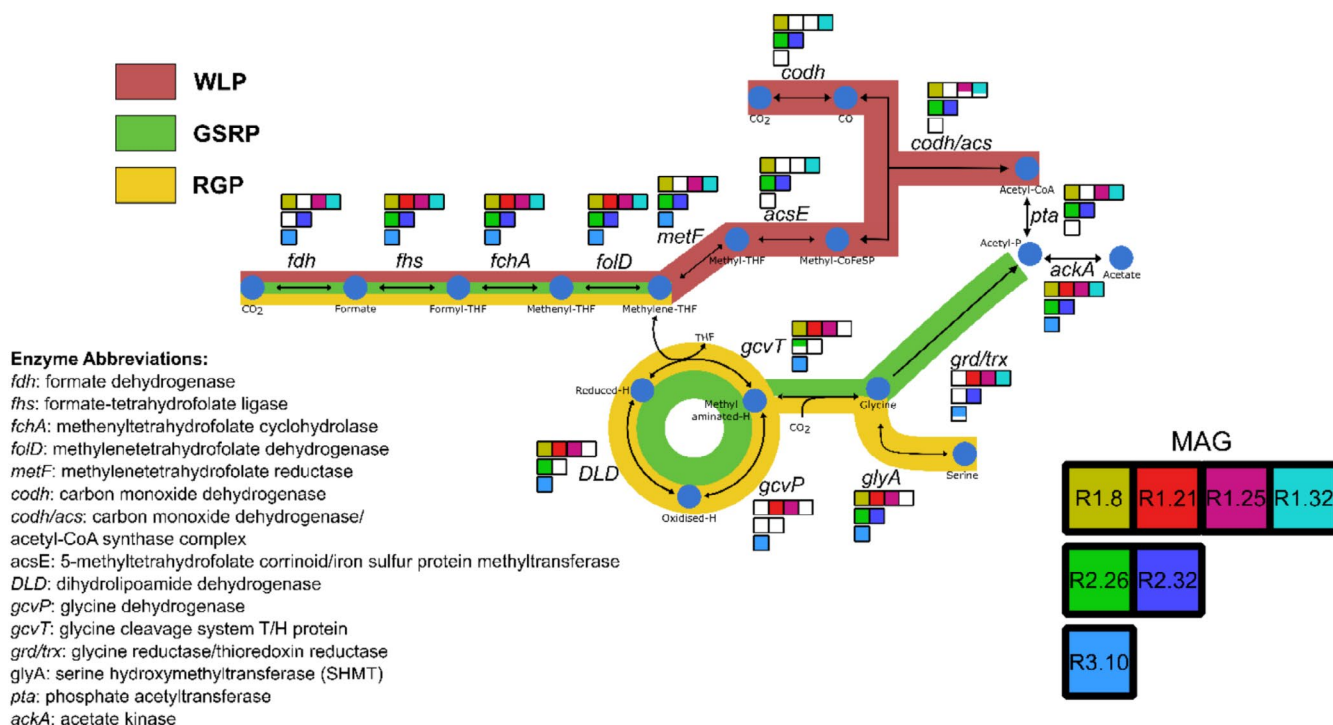 WLP
GSRP
RGP
codh
CO2
CO
codh/acs
Acetyl-CoA
pta
acsE
metF
Methyl-THF
Methyl-CoFeSP
Acetyl-P
ackA
Acetate
fdh
fhs
fchA
folD
CO2
Formate
Formyl-THF
Methenyl-THF
Methylene-THF
THF
gcvT
grd/trx
Reduced-H
Methyl
aminated-H
CO2
Glycine
DLD
Oxidised-H
gcvP
glyA
Serine
Enzyme Abbreviations:
fdh: formate dehydrogenase
fhs: formate-tetrahydrofolate ligase
fchA: methenyltetrahydrofolate cyclohydrolase
folD: methylenetetrahydrofolate dehydrogenase
metF: methylenetetrahydrofolate reductase
codh: carbon monoxide dehydrogenase
codh/acs: carbon monoxide dehydrogenase/
acetyl-CoA synthase complex
acsE: 5-methyltetrahydrofolate corrinoid/iron sulfur protein methyltransferase
DLD: dihydrolipoamide dehydrogenase
gcvP: glycine dehydrogenase
gcvT: glycine cleavage system T/H protein
grd/trx: glycine reductase/thioredoxin reductase
glyA: serine hydroxymethyltransferase (SHMT)
pta: phosphate acetyltransferase
ackA: acetate kinase
MAG
R1.8 R1.21 R1.25 R1.32
R2.26 R2.32
R3.10